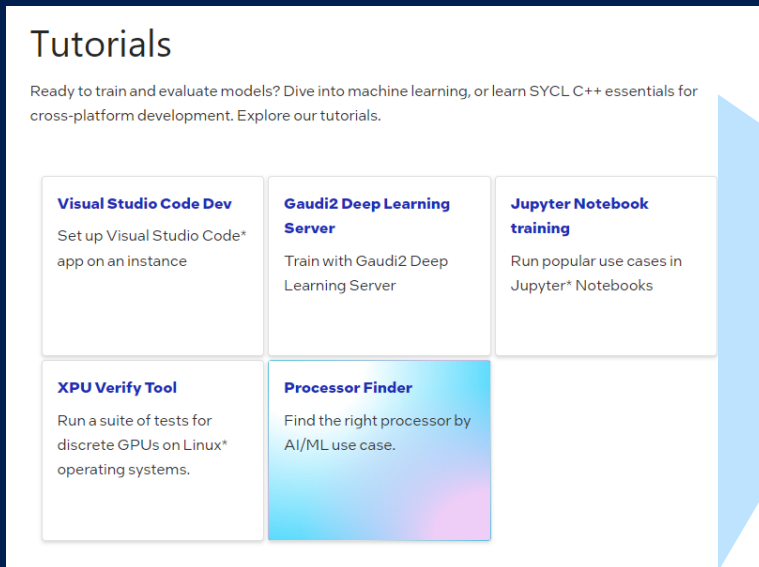 Tutorials
Ready to train and evaluate models? Dive into machine learning, or learn SYCL C++ essentials for
cross-platform development. Explore our tutorials.
Visual Studio Code Dev
Set up Visual Studio Code*
app on an instance
Gaudi2 Deep Learning
Server
Train with Gaudi2 Deep
Learning Server
Jupyter Notebook
training
Run popular use cases in
Jupyter* Notebooks
XPU Verify Tool
Run a suite of tests for
discrete GPUs on Linux*
operating systems.
Processor Finder
Find the right processor by
AI/ML use case.